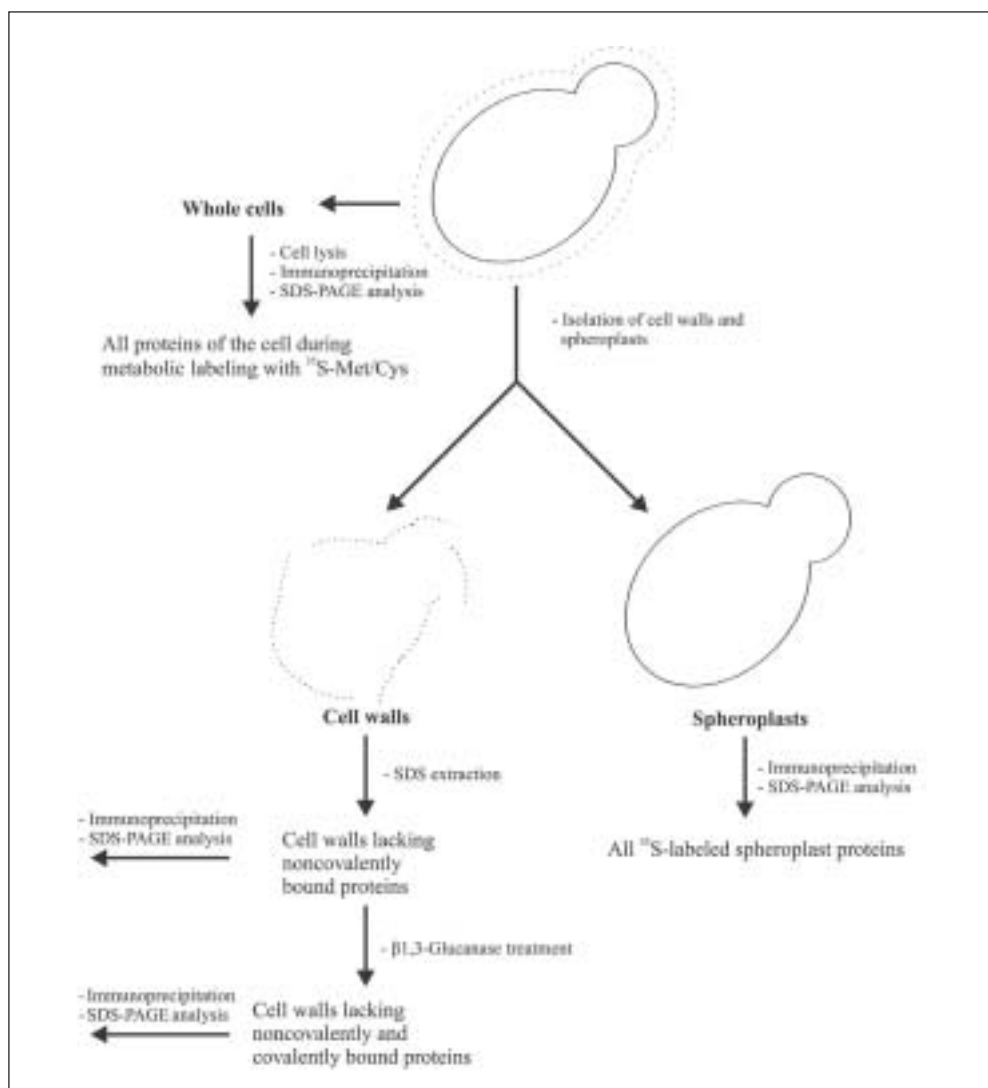 Whole cells
- Cell lysis
- Immunoprecipitation
- SDS-PAGE analysis
All proteins of the cell during
metabolic labeling with ³⁵S-Met/Cys
- Isolation of cell walls and
spheroplasts
Cell walls
- SDS extraction
- Immunoprecipitation
- SDS-PAGE analysis
Cell walls lacking
noncovalently
bound proteins
- β1,3-Glucanase treatment
- Immunoprecipitation
- SDS-PAGE analysis
Cell walls lacking
noncovalently and
covalently bound proteins
Spheroplasts
- Immunoprecipitation
- SDS-PAGE analysis
All ³⁵S-labeled spheroplast proteins